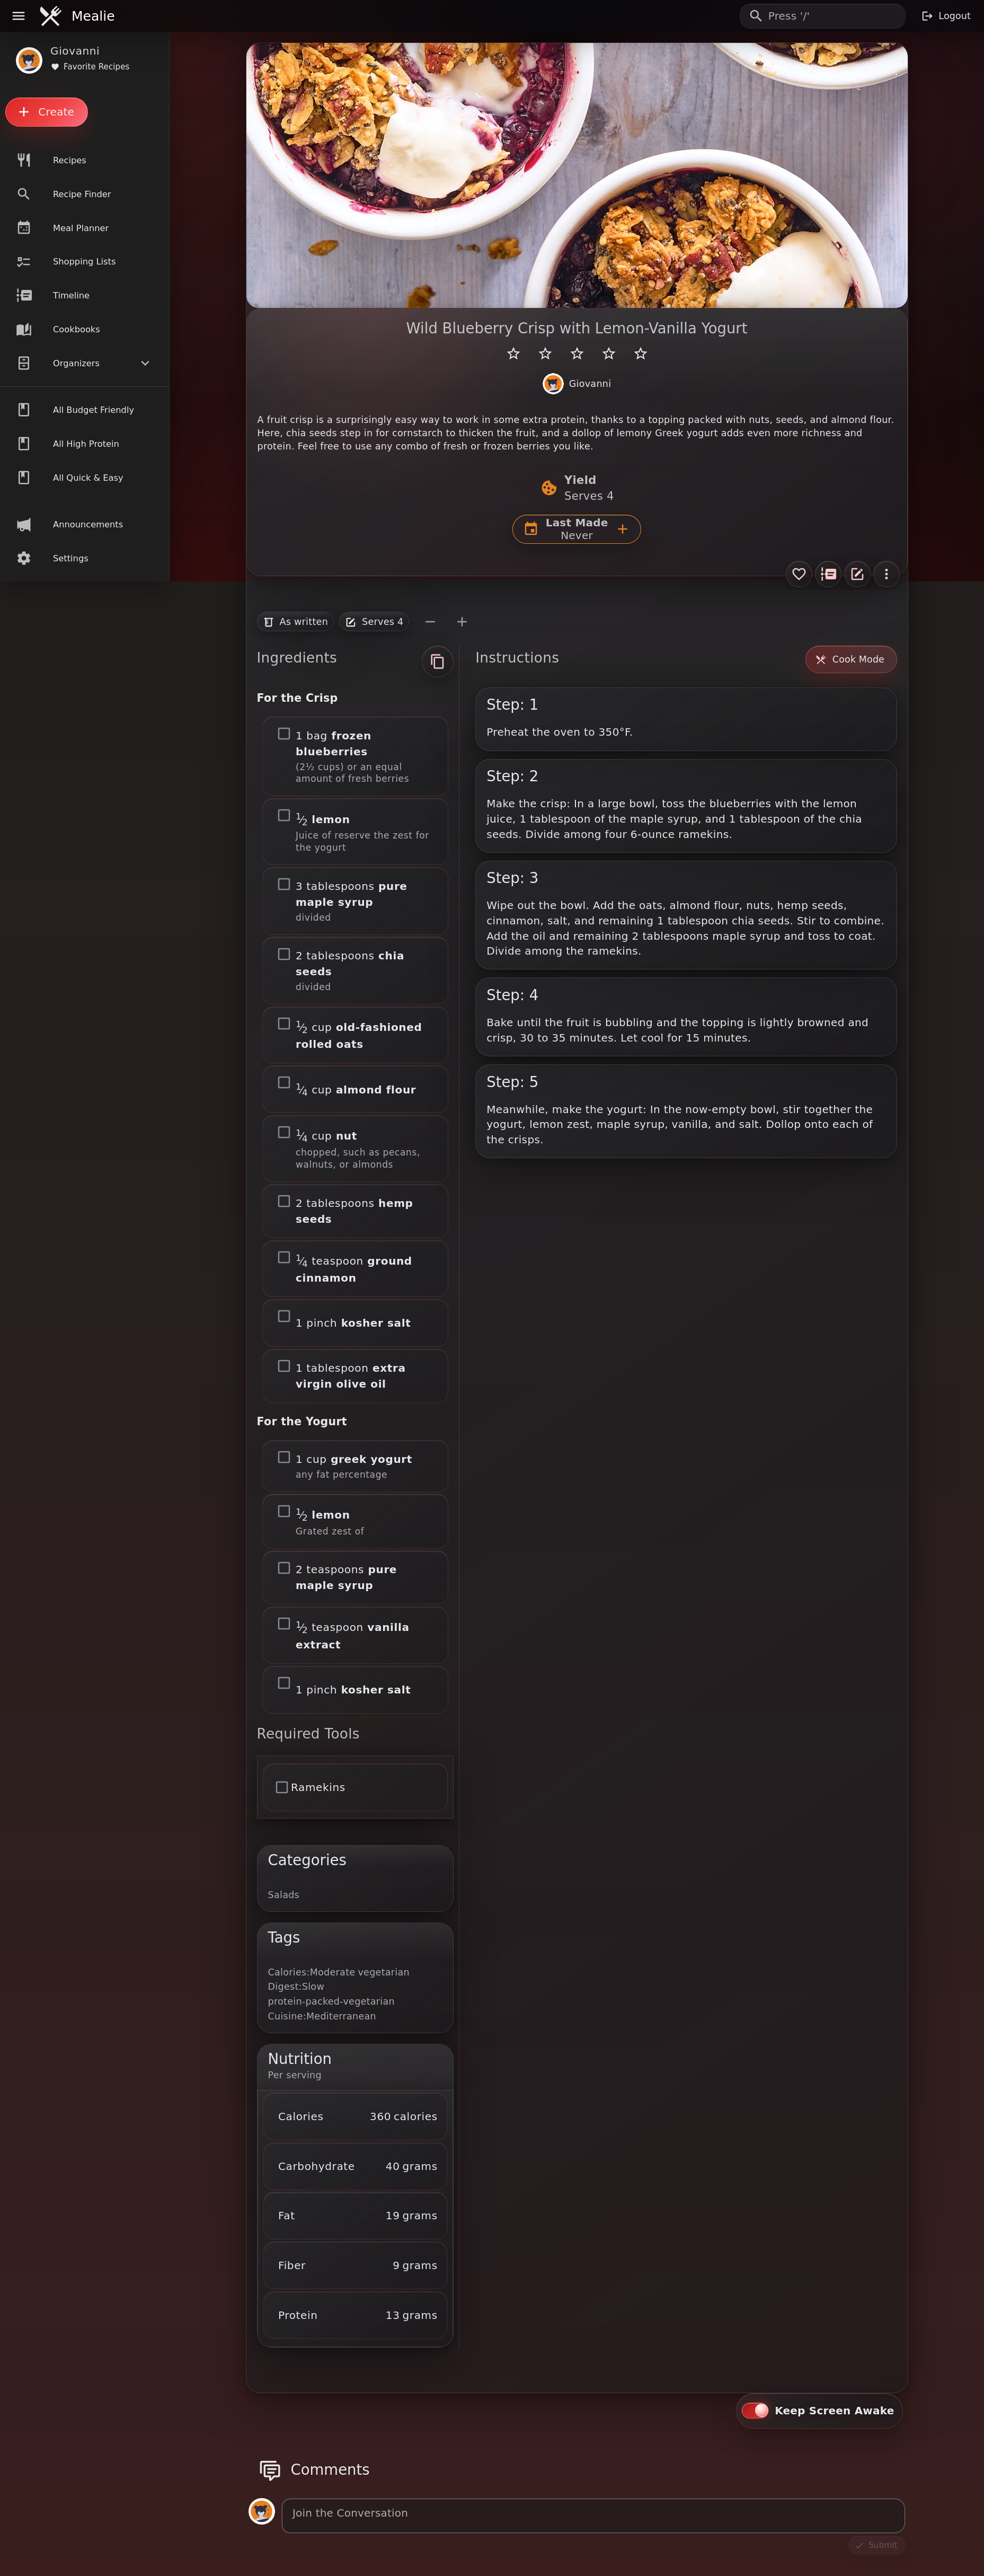 Mealie
Press '/'
Logout
Giovanni
Favorite Recipes
Create
Recipes
Recipe Finder
Meal Planner
Shopping Lists
Timeline
Cookbooks
Organizers
All Budget Friendly
All High Protein
All Quick & Easy
Announcements
Settings
Wild Blueberry Crisp with Lemon-Vanilla Yogurt
Giovanni
A fruit crisp is a surprisingly easy way to work in some extra protein, thanks to a topping packed with nuts, seeds, and almond flour.
Here, chia seeds step in for cornstarch to thicken the fruit, and a dollop of lemony Greek yogurt adds even more richness and
protein. Feel free to use any combo of fresh or frozen berries you like.
Yield
Serves 4
Last Made
Never
As written
Serves 4
Ingredients
For the Crisp
1 bag frozen
blueberries
(2½ cups) or an equal
amount of fresh berries
½ lemon
Juice of reserve the zest for
the yogurt
3 tablespoons pure
maple syrup
divided
2 tablespoons chia
seeds
divided
½ cup old-fashioned
rolled oats
¼ cup almond flour
¼ cup nut
chopped, such as pecans,
walnuts, or almonds
2 tablespoons hemp
seeds
¼ teaspoon ground
cinnamon
1 pinch kosher salt
1 tablespoon extra
virgin olive oil
For the Yogurt
1 cup greek yogurt
any fat percentage
½ lemon
Grated zest of
2 teaspoons pure
maple syrup
½ teaspoon vanilla
extract
1 pinch kosher salt
Required Tools
Ramekins
Categories
Salads
Tags
Calories:Moderate vegetarian
Digest:Slow
protein-packed-vegetarian
Cuisine:Mediterranean
Nutrition
Per serving
Calories 360 calories
Carbohydrate 40 grams
Fat 19 grams
Fiber 9 grams
Protein 13 grams
Instructions
Cook Mode
Step: 1
Preheat the oven to 350°F.
Step: 2
Make the crisp: In a large bowl, toss the blueberries with the lemon
juice, 1 tablespoon of the maple syrup, and 1 tablespoon of the chia
seeds. Divide among four 6-ounce ramekins.
Step: 3
Wipe out the bowl. Add the oats, almond flour, nuts, hemp seeds,
cinnamon, salt, and remaining 1 tablespoon chia seeds. Stir to combine.
Add the oil and remaining 2 tablespoons maple syrup and toss to coat.
Divide among the ramekins.
Step: 4
Bake until the fruit is bubbling and the topping is lightly browned and
crisp, 30 to 35 minutes. Let cool for 15 minutes.
Step: 5
Meanwhile, make the yogurt: In the now-empty bowl, stir together the
yogurt, lemon zest, maple syrup, vanilla, and salt. Dollop onto each of
the crisps.
Keep Screen Awake
Comments
Join the Conversation
Submit